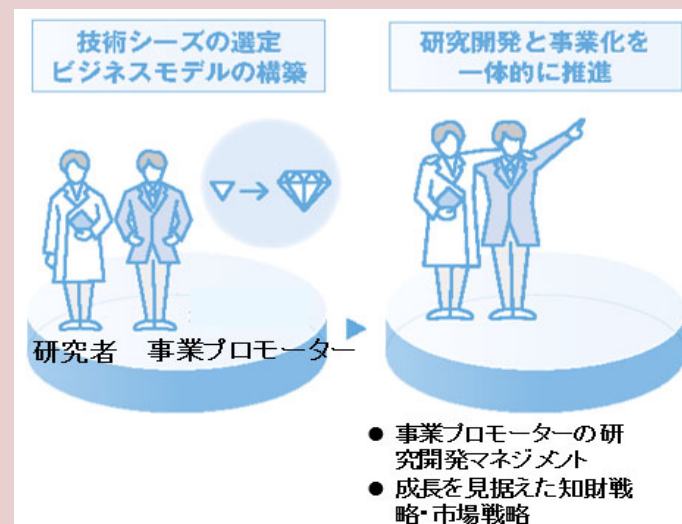 技術シーズの選定
ビジネスモデルの構築
研究者
事業プロモーター
研究開発と事業化を
一体的に推進
● 事業プロモーターの研
究開発マネジメント
● 成長を見据えた知財戦
略・市場戦略